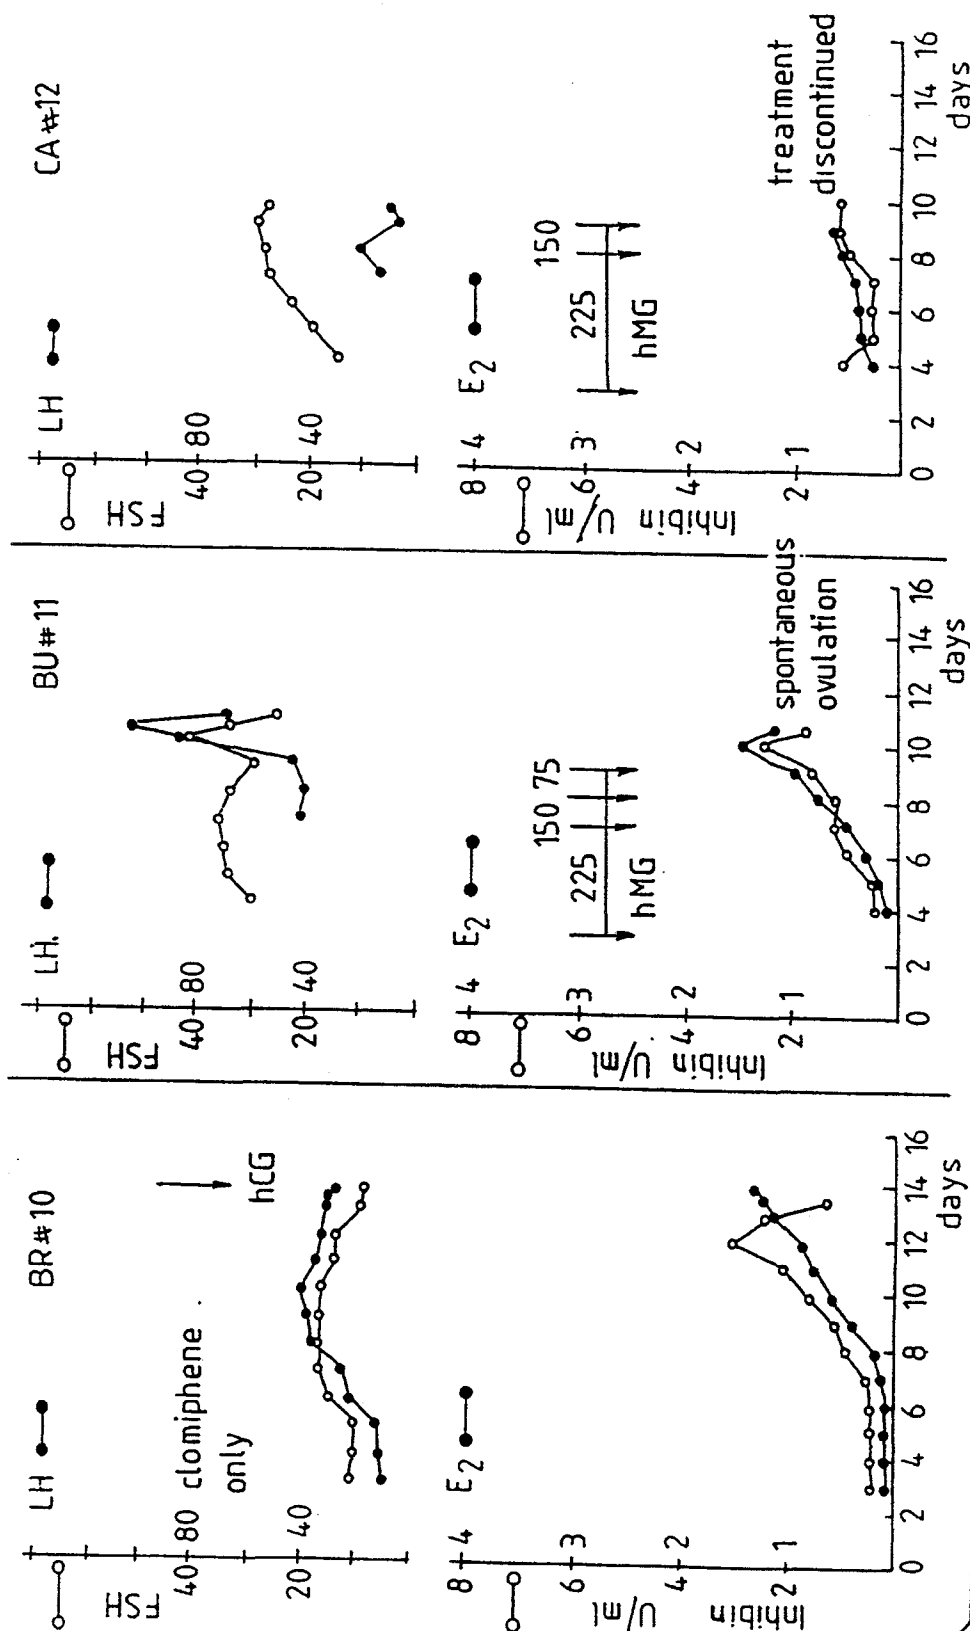 BR#10
LH
FSH
40
80
20
40
clomiphene
only
hCG
E2
Inhibin U/ml
8
4
6
3
4
2
2
1
0 2 4 6 8 10 12 14 16
days
BU#11
LH.
FSH
40
80
20
40
E2
Inhibin U/ml
8
4
6
3
4
2
2
1
225
150
75
hMG
spontaneous
ovulation
0 2 4 6 8 10 12 14 16
days
CA#12
LH
FSH
40
80
20
40
E2
Inhibin U/ml
8
4
6
3
4
2
2
1
225
150
hMG
treatment
discontinued
0 2 4 6 8 10 12 14 16
days